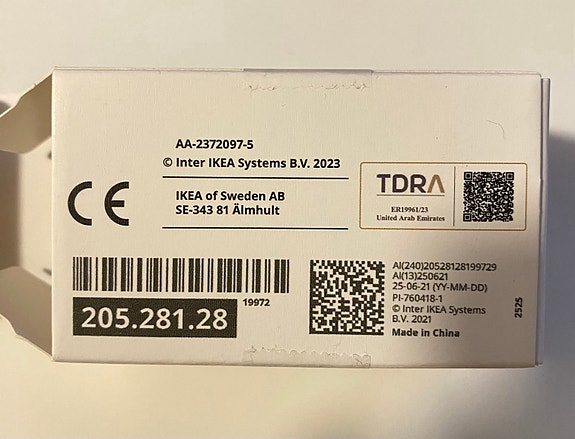 AA-2372097-5
© Inter IKEA Systems B.V. 2023
CE
IKEA of Sweden AB
SE-343 81 Älmhult
TDRA
ER19961/23
United Arab Emirates
19972
205.281.28
AI(240)20528128199729
AI(13)250621
25-06-21 (YY-MM-DD)
PI-760418-1
© Inter IKEA Systems
B.V. 2021
Made in China
2525